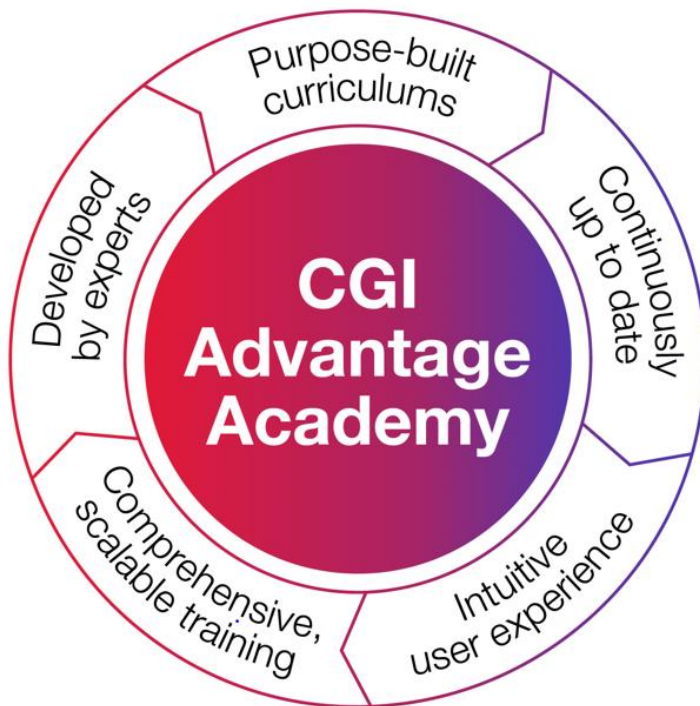 CGI
Advantage
Academy
Purpose-built
curriculums
Continuously
up to date
Intuitive
user experience
Comprehensive,
scalable training
Developed
by experts